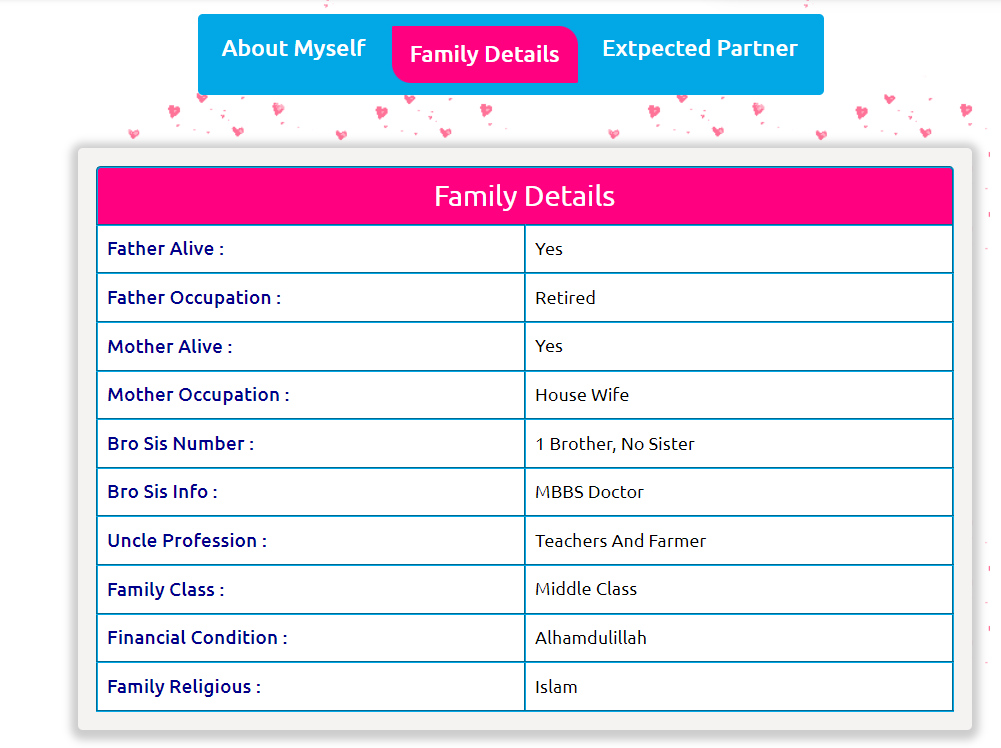 About Myself Family Details Extpected Partner
Family Details
Father Alive : Yes
Father Occupation : Retired
Mother Alive : Yes
Mother Occupation : House Wife
Bro Sis Number : 1 Brother, No Sister
Bro Sis Info : MBBS Doctor
Uncle Profession : Teachers And Farmer
Family Class : Middle Class
Financial Condition : Alhamdulillah
Family Religious : Islam